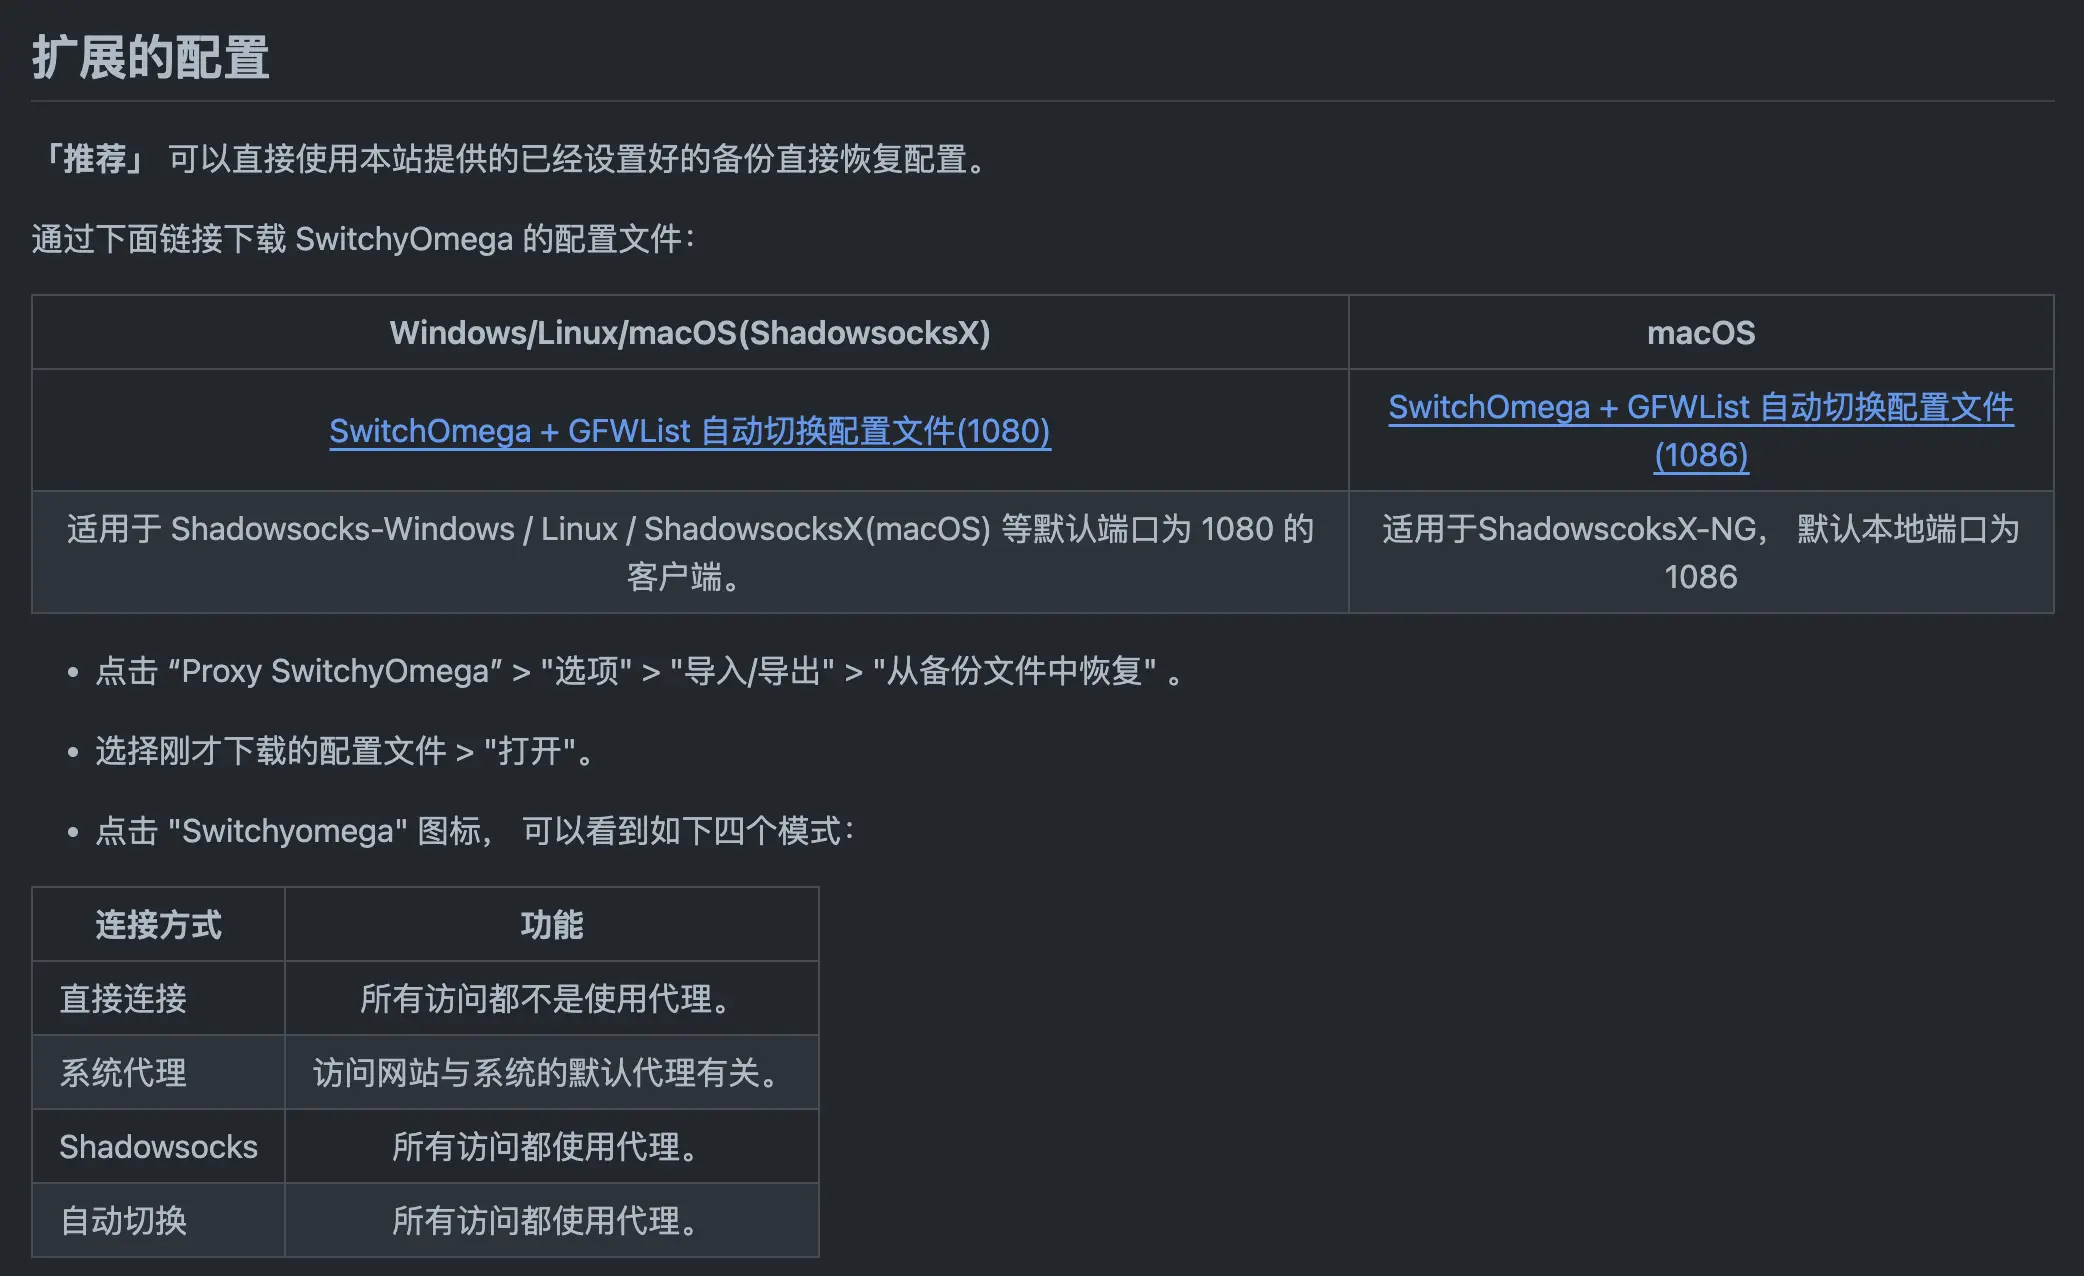 扩展的配置
「推荐」 可以直接使用本站提供的已经设置好的备份直接恢复配置。
通过下面链接下载 SwitchyOmega 的配置文件：
Windows/Linux/macOS(ShadowsocksX)
macOS
SwitchOmega + GFWList 自动切换配置文件(1080)
SwitchOmega + GFWList 自动切换配置文件
(1086)
适用于 Shadowsocks-Windows / Linux / ShadowsocksX(macOS) 等默认端口为 1080 的
客户端。
适用于ShadowscoksX-NG， 默认本地端口为
1086
• 点击 “Proxy SwitchyOmega” > "选项" > "导入/导出" > "从备份文件中恢复" 。
• 选择刚才下载的配置文件 > "打开"。
• 点击 "Switchyomega" 图标， 可以看到如下四个模式：
连接方式 功能
直接连接 所有访问都不是使用代理。
系统代理 访问网站与系统的默认代理有关。
Shadowsocks 所有访问都使用代理。
自动切换 所有访问都使用代理。